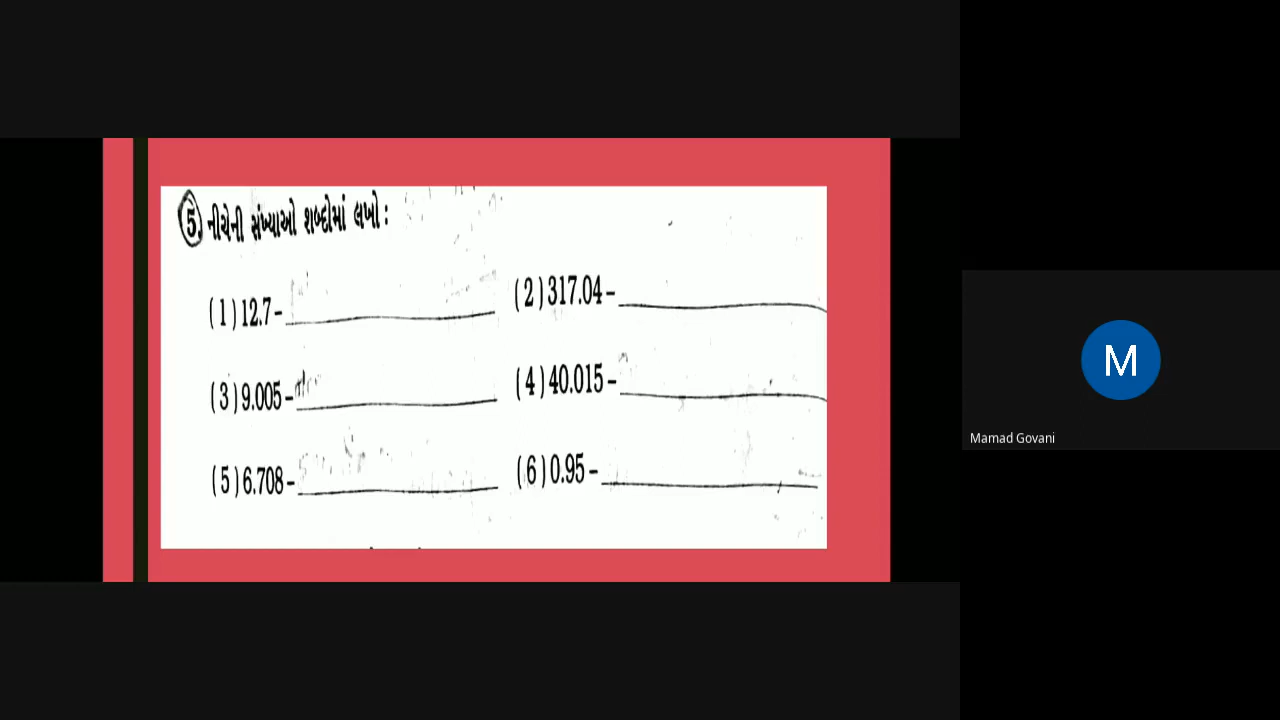 5. નીચેની સંખ્યાઓ શબ્દોમાં લખો :
(1) 12.7 – (2) 317.04 –
(3) 9.005 – (4) 40.015 –
(5) 6.708 – (6) 0.95 –
M
Mamad Govani